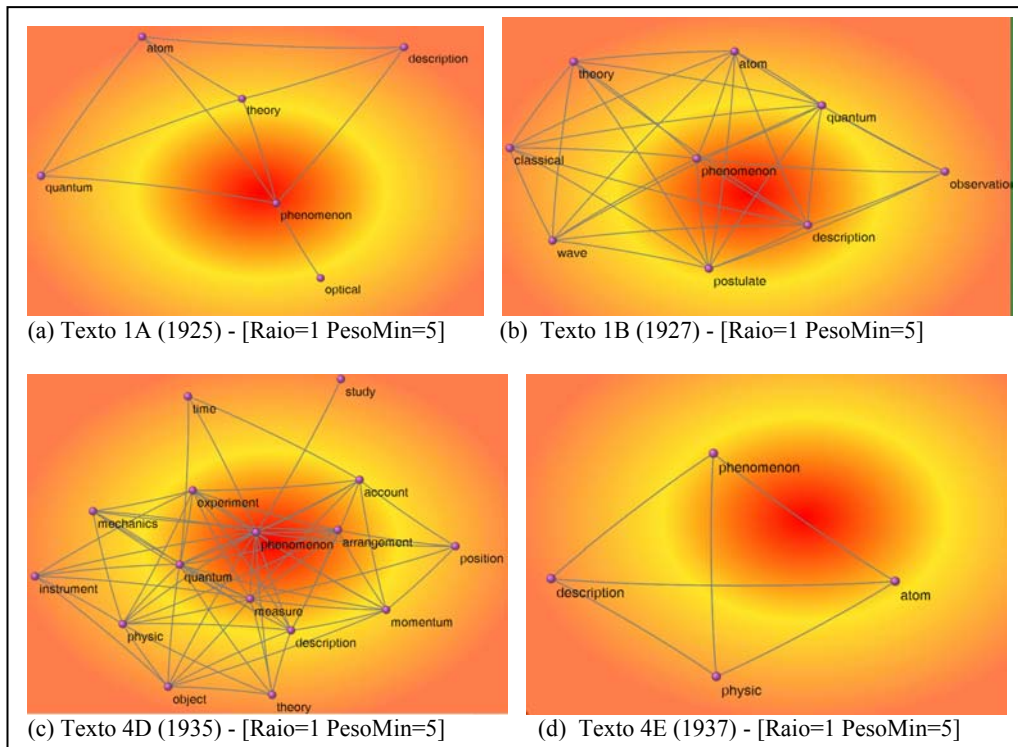 atom
description
theory
quantum
phenomenon
optical
(a) Texto 1A (1925) - [Raio=1 PesoMin=5]
atom
theory
quantum
classical
phenomenon
observation
description
wave
postulate
(b) Texto 1B (1927) - [Raio=1 PesoMin=5]
study
time
account
experiment
mechanics
phenomenon
arrangement
position
quantum
instrument
measure
momentum
physic
description
object
theory
(c) Texto 4D (1935) - [Raio=1 PesoMin=5]
phenomenon
description
atom
physic
(d) Texto 4E (1937) - [Raio=1 PesoMin=5]